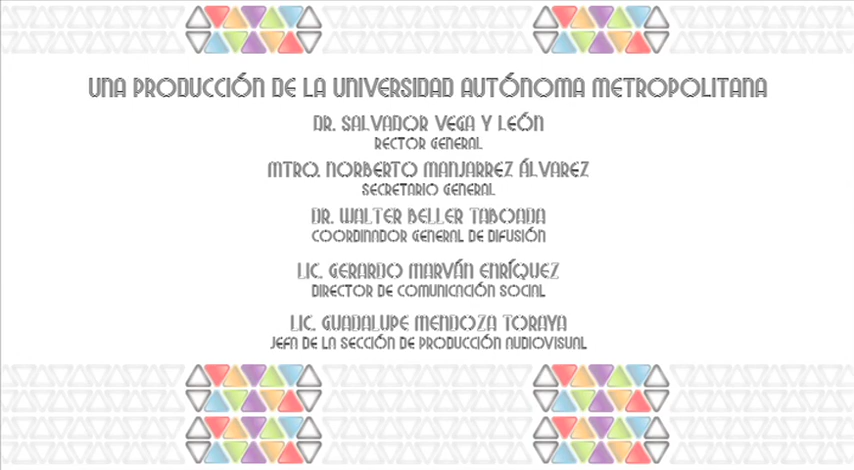 UNA PRODUCCIÓN DE LA UNIVERSIDAD AUTÓNOMA METROPOLITANA
DR. SALVADOR VEGA Y LEÓN
RECTOR GENERAL
MTRO. NORBERTO MANJARREZ ÁLVAREZ
SECRETARIO GENERAL
DR. WALTER BELLER TABOADA
COORDINADOR GENERAL DE DIFUSIÓN
LIC. GERARDO MARVÁN ENRÍQUEZ
DIRECTOR DE COMUNICACIÓN SOCIAL
LIC. GUADALUPE MENDOZA TORAYA
JEFA DE LA SECCIÓN DE PRODUCCIÓN AUDIOVISUAL